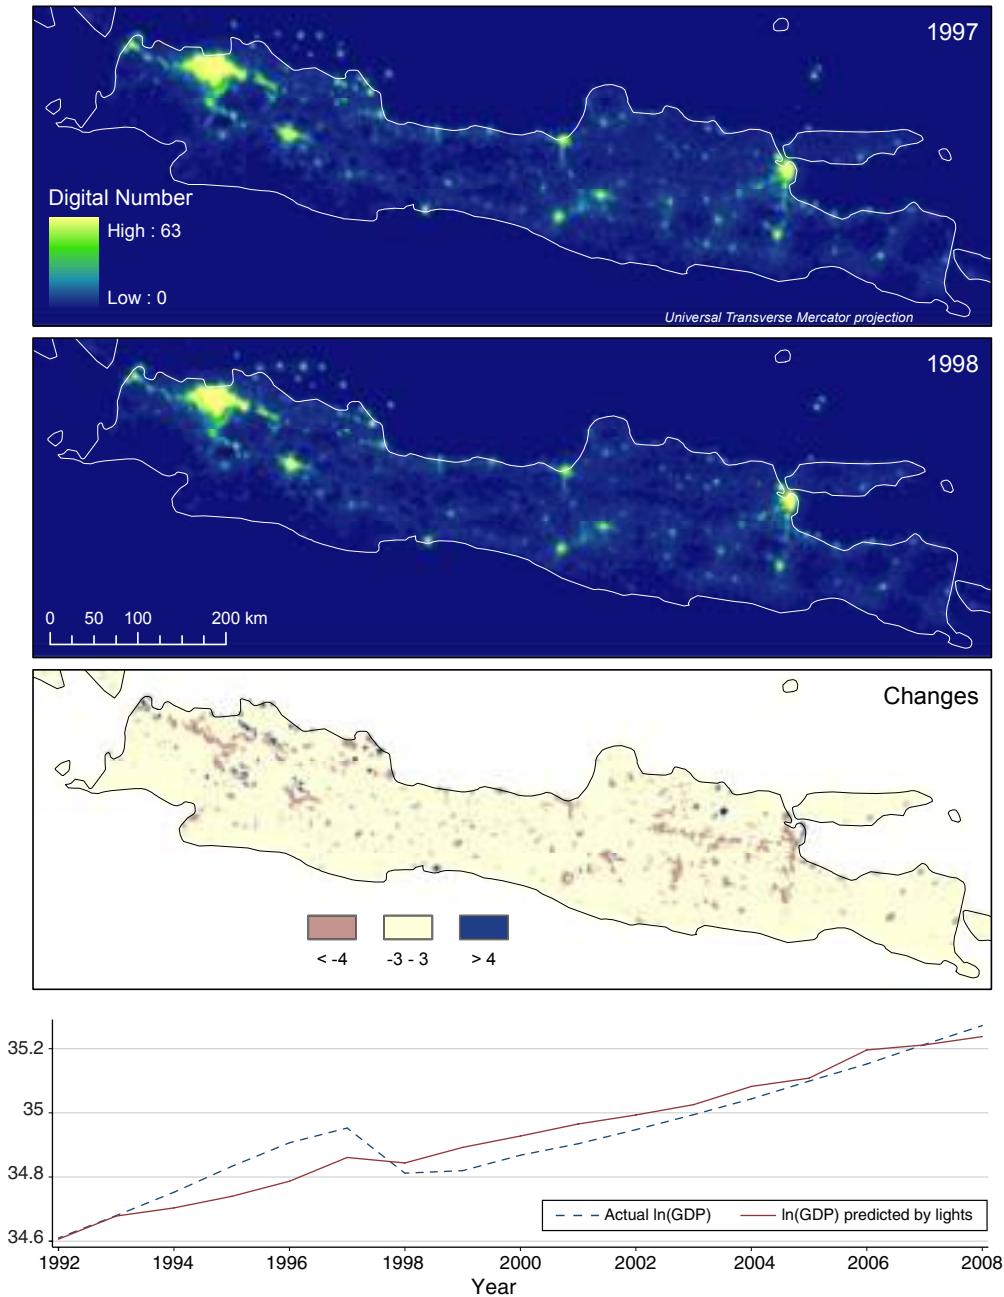 1997
Digital Number
High : 63
Low : 0
Universal Transverse Mercator projection
1998
0 50 100 200 km
Changes
< -4 -3 - 3 > 4
35.2
35
34.8
34.6
Actual ln(GDP) ln(GDP) predicted by lights
1992 1994 1996 1998 2000 2002 2004 2006 2008
Year